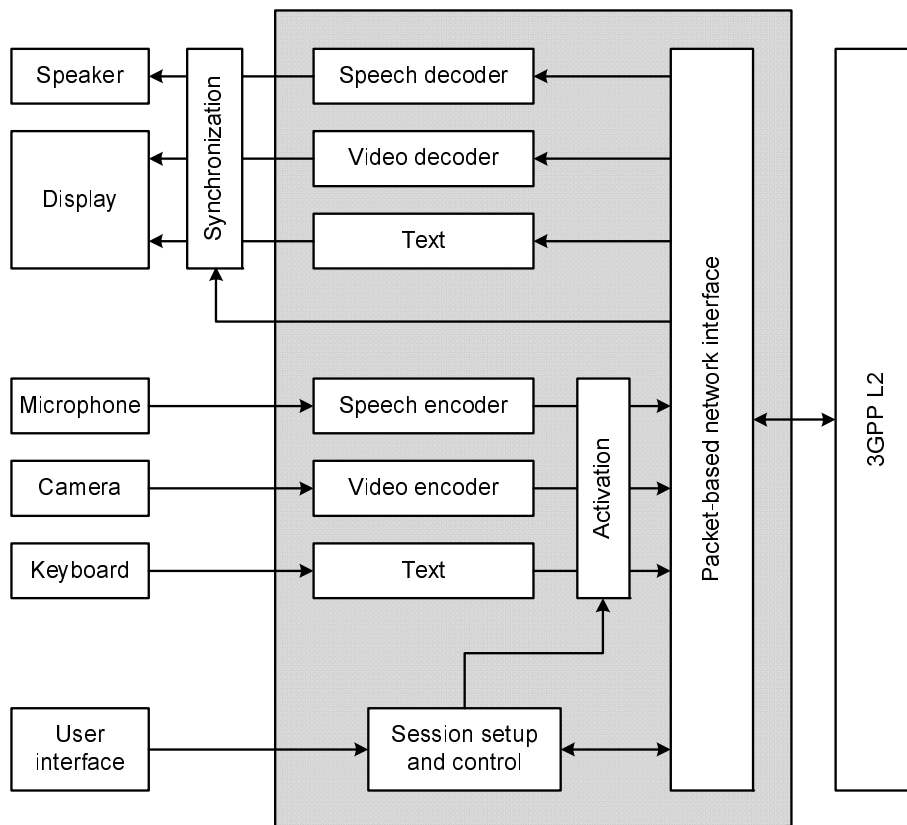 Speaker
Display
Synchronization
Speech decoder
Video decoder
Text
Packet-based network interface
3GPP L2
Microphone
Camera
Keyboard
Speech encoder
Video encoder
Text
Activation
User
interface
Session setup
and control